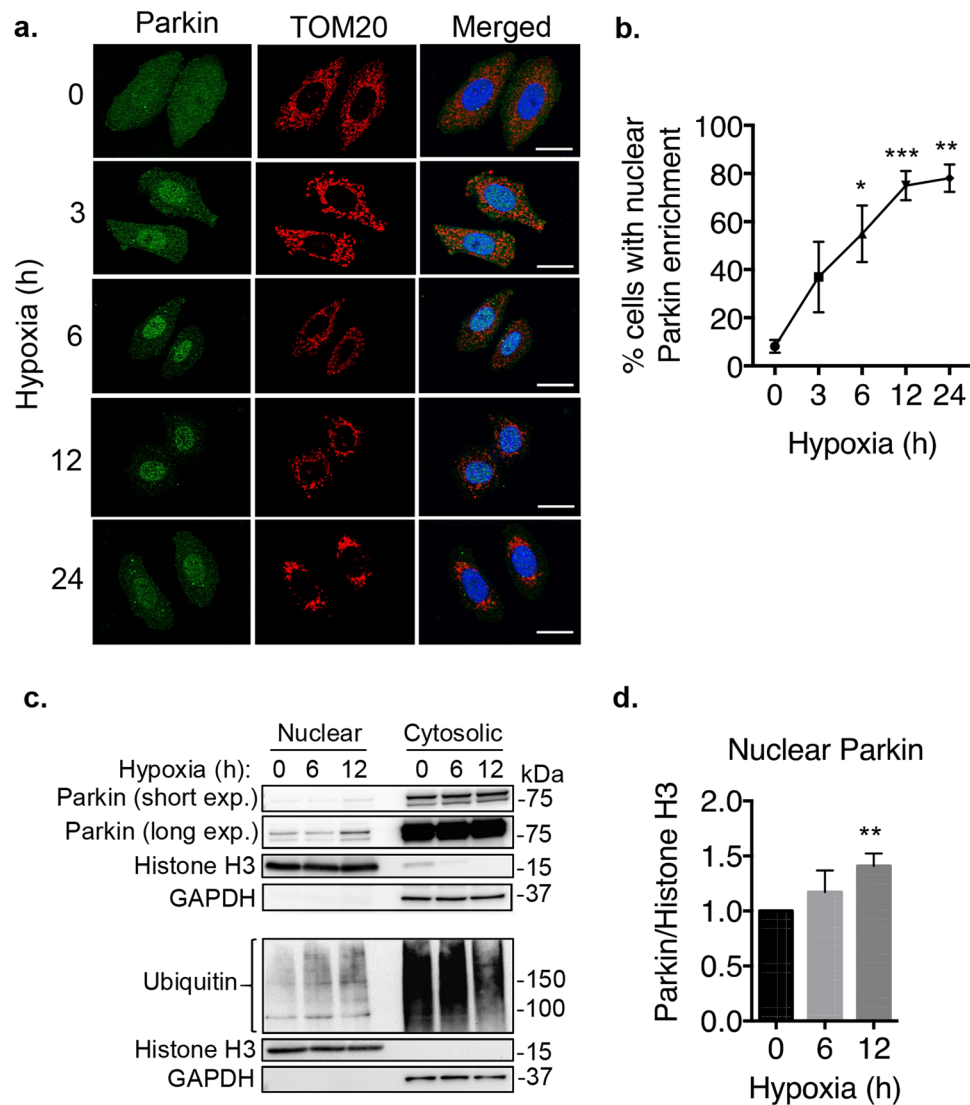 a.
Parkin TOM20 Merged
Hypoxia (h)
0
3
6
12
24
b.
% cells with nuclear
Parkin enrichment
100
80
60
40
20
0
* *** **
0 3 6 12 24
Hypoxia (h)
c.
Nuclear Cytosolic
Hypoxia (h): 0 6 12 0 6 12 kDa
Parkin (short exp.) -75
Parkin (long exp.) -75
Histone H3 -15
GAPDH -37
Ubiquitin
-150
-100
Histone H3 -15
GAPDH -37
d.
Nuclear Parkin
Parkin/Histone H3
2.0
1.5
1.0
0.5
0.0
**
0 6 12
Hypoxia (h)